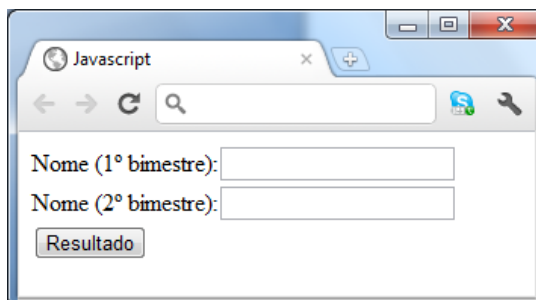 Javascript
Nome (1º bimestre):
Nome (2º bimestre):
Resultado